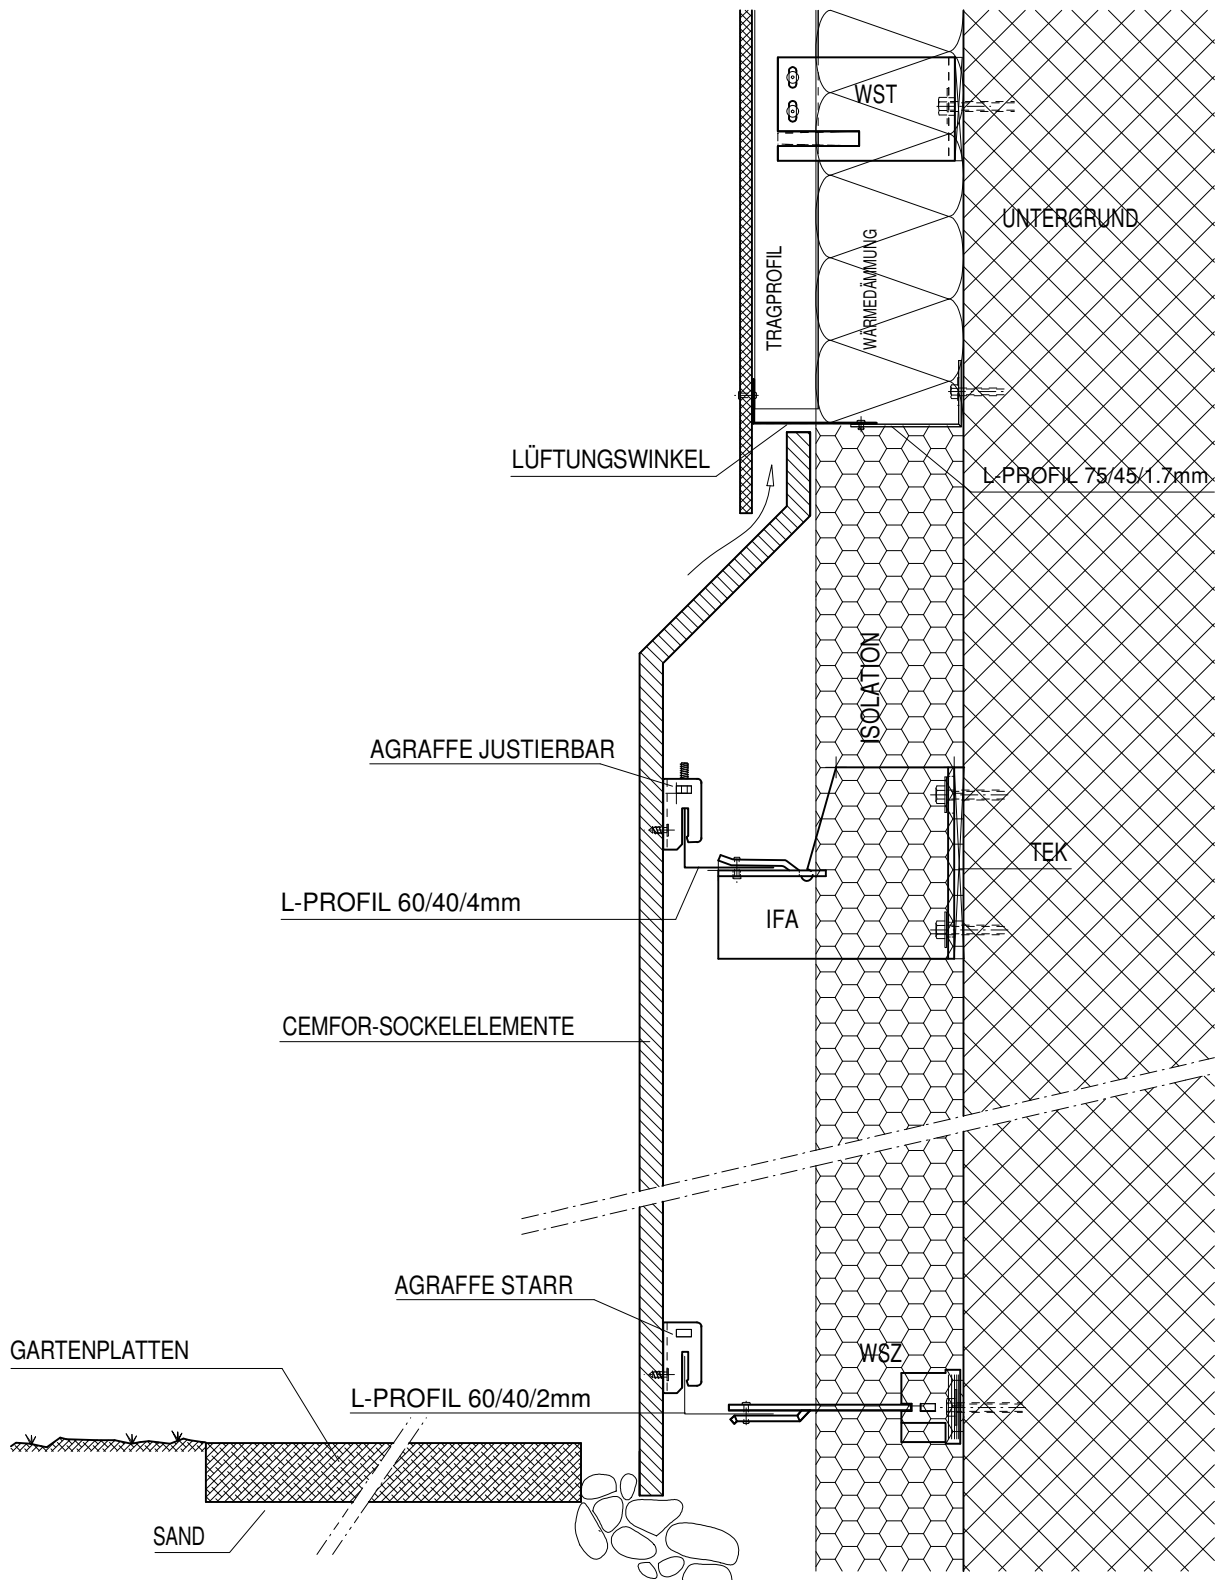 WST
UNTERGRUND
TRAGPROFIL
WÄRMEDÄMMUNG
LÜFTUNGSWINKEL
L-PROFIL 75/45/1.7mm
ISOLATION
AGRAFFE JUSTIERBAR
TEK
L-PROFIL 60/40/4mm
IFA
CEMFOR-SOCKELELEMENTE
AGRAFFE STARR
GARTENPLATTEN
WSZ
L-PROFIL 60/40/2mm
SAND